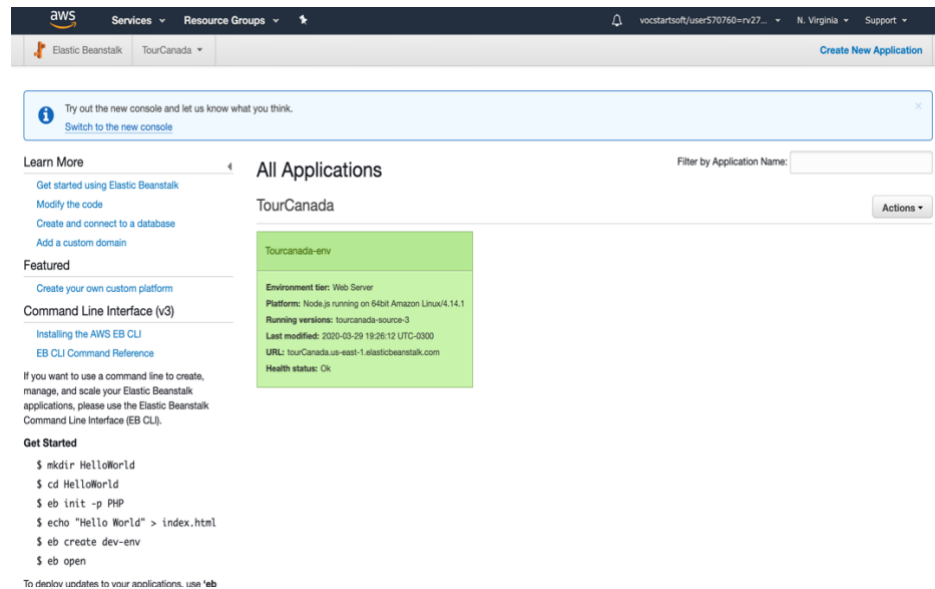 aws Services Resource Groups vocstartsoft/user570760=rv27... N. Virginia Support
Elastic Beanstalk TourCanada Create New Application
Try out the new console and let us know what you think.
Switch to the new console
Learn More
Get started using Elastic Beanstalk
Modify the code
Create and connect to a database
Add a custom domain
Featured
Create your own custom platform
Command Line Interface (v3)
Installing the AWS EB CLI
EB CLI Command Reference
If you want to use a command line to create,
manage, and scale your Elastic Beanstalk
applications, please use the Elastic Beanstalk
Command Line Interface (EB CLI).
Get Started
$ mkdir HelloWorld
$ cd HelloWorld
$ eb init -p PHP
$ echo "Hello World" > index.html
$ eb create dev-env
$ eb open
To deploy updates to your applications, use 'eb
All Applications
Filter by Application Name:
TourCanada
Actions
Tourcanada-env
Environment tier: Web Server
Platform: Node.js running on 64bit Amazon Linux/4.14.1
Running versions: tourcanada-source-3
Last modified: 2020-03-29 19:26:12 UTC-0300
URL: tourCanada.us-east-1.elasticbeanstalk.com
Health status: Ok